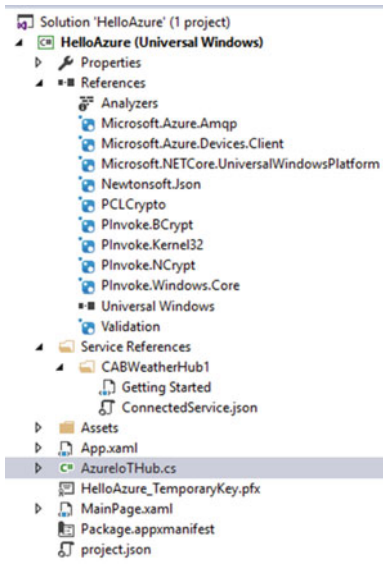 Solution 'HelloAzure' (1 project)
C# HelloAzure (Universal Windows)
Properties
References
Analyzers
Microsoft.Azure.Amqp
Microsoft.Azure.Devices.Client
Microsoft.NETCore.UniversalWindowsPlatform
Newtonsoft.Json
PCLCrypto
PInvoke.BCrypt
PInvoke.Kernel32
PInvoke.NCrypt
PInvoke.Windows.Core
Universal Windows
Validation
Service References
CABWeatherHub1
Getting Started
ConnectedService.json
Assets
App.xaml
C# AzureIoTHub.cs
HelloAzure_TemporaryKey.pfx
MainPage.xaml
Package.appxmanifest
project.json